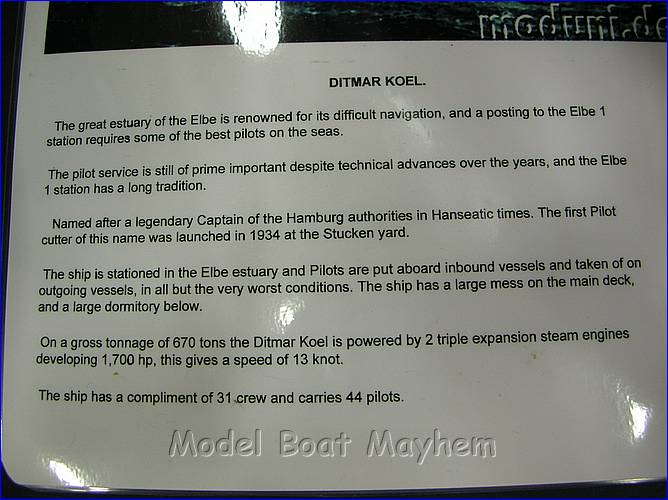 moduni.de
DITMAR KOEL.
The great estuary of the Elbe is renowned for its difficult navigation, and a posting to the Elbe 1
station requires some of the best pilots on the seas.
The pilot service is still of prime important despite technical advances over the years, and the Elbe
1 station has a long tradition.
Named after a legendary Captain of the Hamburg authorities in Hanseatic times. The first Pilot
cutter of this name was launched in 1934 at the Stucken yard.
The ship is stationed in the Elbe estuary and Pilots are put aboard inbound vessels and taken of on
outgoing vessels, in all but the very worst conditions. The ship has a large mess on the main deck,
and a large dormitory below.
On a gross tonnage of 670 tons the Ditmar Koel is powered by 2 triple expansion steam engines
developing 1,700 hp, this gives a speed of 13 knot.
The ship has a compliment of 31 crew and carries 44 pilots.
Model Boat Mayhem